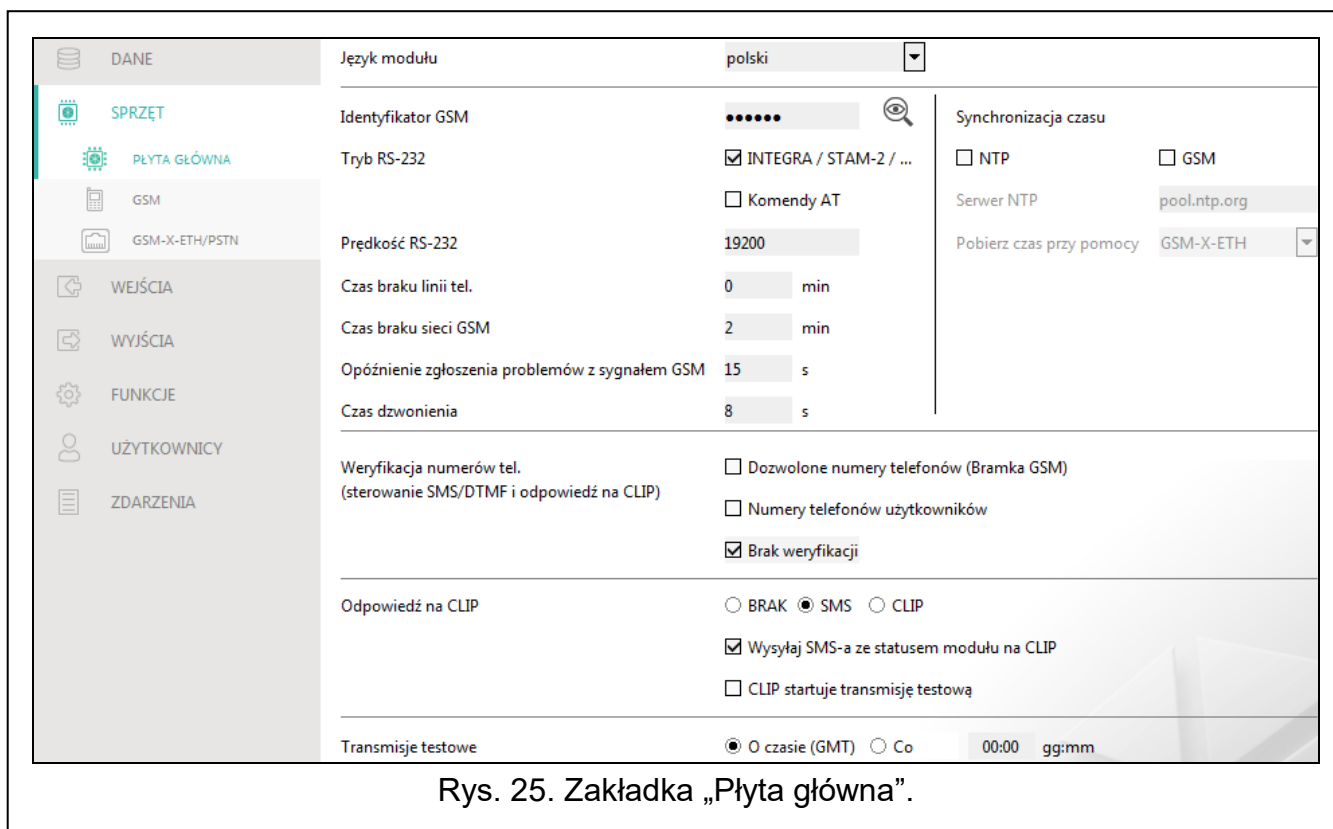 DANE
SPRZĘT
PŁYTA GŁÓWNA
GSM
GSM-X-ETH/PSTN
WEJŚCIA
WYJŚCIA
FUNKCJE
UŻYTKOWNICY
ZDARZENIA
Język modułu polski
Identyfikator GSM ●●●●●● Synchronizacja czasu
Tryb RS-232 INTEGRA / STAM-2 / ... NTP GSM
Komendy AT Serwer NTP pool.ntp.org
Prędkość RS-232 19200 Pobierz czas przy pomocy GSM-X-ETH
Czas braku linii tel. 0 min
Czas braku sieci GSM 2 min
Opóźnienie zgłoszenia problemów z sygnałem GSM 15 s
Czas dzwonienia 8 s
Weryfikacja numerów tel. Dozwolone numery telefonów (Bramka GSM)
(sterowanie SMS/DTMF i odpowiedź na CLIP)
Numery telefonów użytkowników
Brak weryfikacji
Odpowiedź na CLIP BRAK SMS CLIP
Wysyłaj SMS-a ze statusem modułu na CLIP
CLIP startuje transmisję testową
Transmisje testowe O czasie (GMT) Co 00:00 gg:mm
Rys. 25. Zakładka „Płyta główna”.